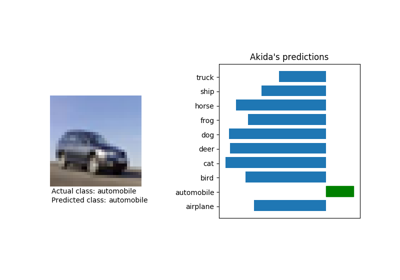 Akida's predictions
truck
ship
horse
frog
dog
deer
cat
bird
automobile
airplane
Actual class: automobile
Predicted class: automobile